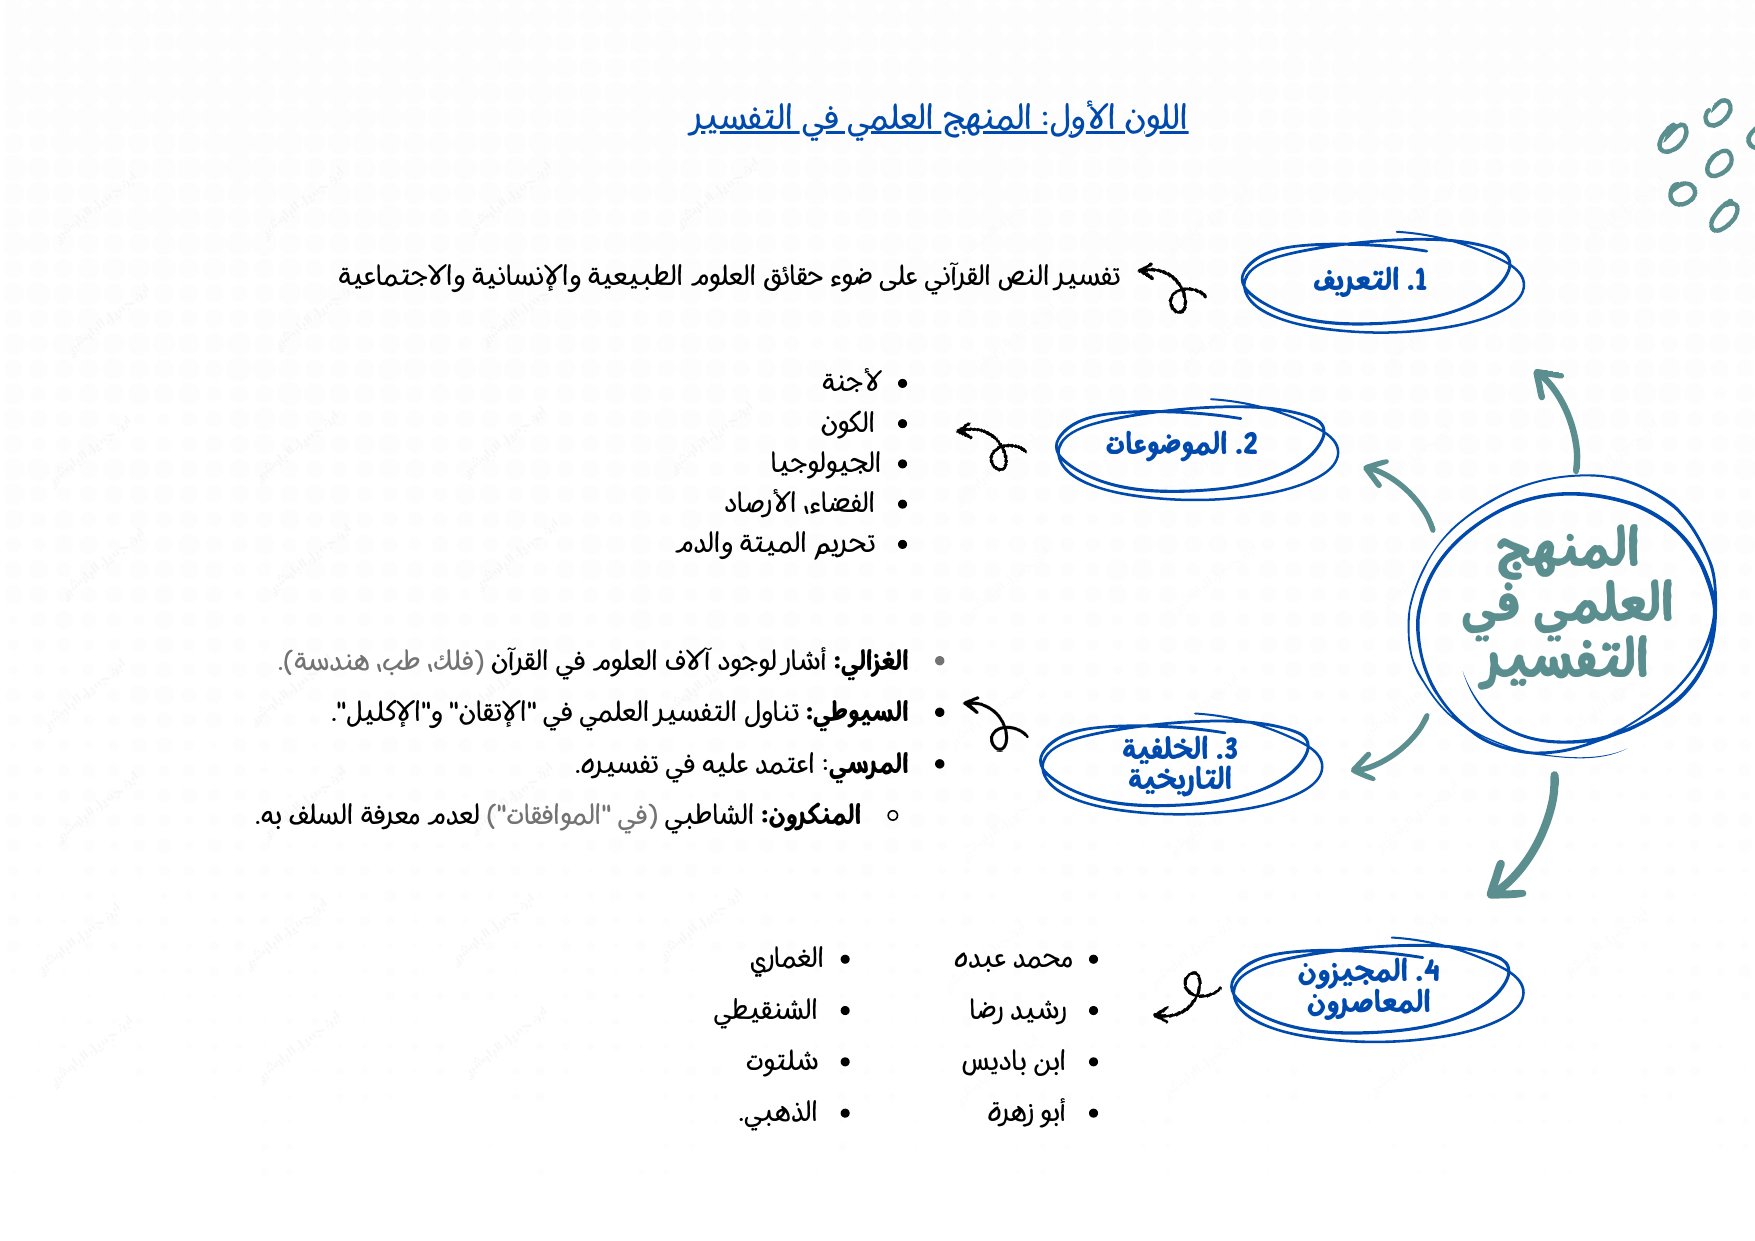 اللون الأول: المنهج العلمي في التفسير
المنهج
العلمي في
التفسير
1. التعريف
تفسير النص القرآني على ضوء حقائق العلوم الطبيعية والإنسانية والاجتماعية
2. الموضوعات
• لأجنة
• الكون
• الجيولوجيا
• الفضاء، الأرصاد
• تحريم الميتة والدم
3. الخلفية
التاريخية
• الغزالي: أشار لوجود آلاف العلوم في القرآن (فلك، طب، هندسة).
• السيوطي: تناول التفسير العلمي في "الإتقان" و"الإكليل".
• المرسي: اعتمد عليه في تفسيره.
○ المنكرون: الشاطبي (في "الموافقات") لعدم معرفة السلف به.
4. المجيزون
المعاصرون
• محمد عبده
• رشيد رضا
• ابن باديس
• أبو زهرة
• الغماري
• الشنقيطي
• شلتوت
• الذهبي.